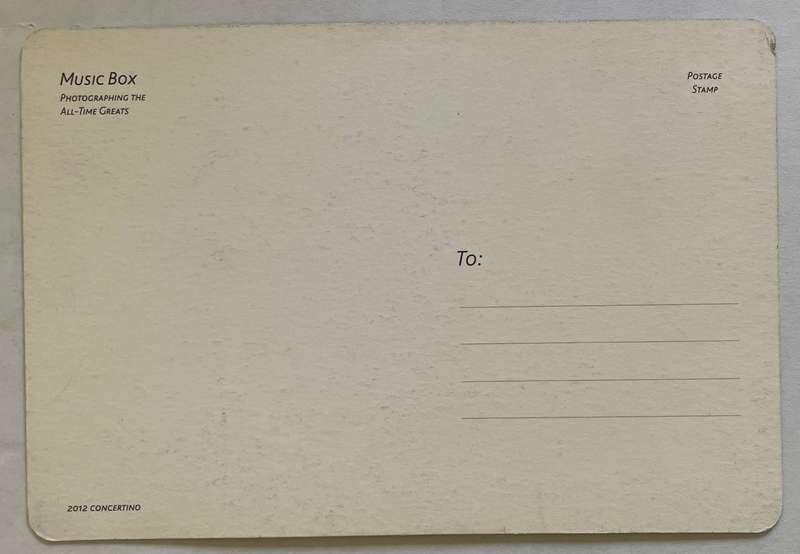 Music Box
Photographing the
All-Time Greats
Postage
Stamp
To:
2012 Concertino